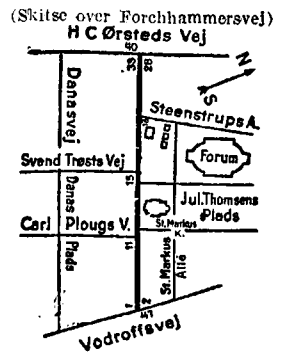 (Skitse over Forchhammersvej)
H C Ørsteds Vej
40
33
28
N
S
Danasvej
Steenstrups A.
Forum
Svend Trøsts Vej
15
Danas
Plads
Jul. Thomsens
Plads
Carl Plougs V.
St. Markus
K.
11
St. Markus
Allé
1
2
47
Vodroffsvej